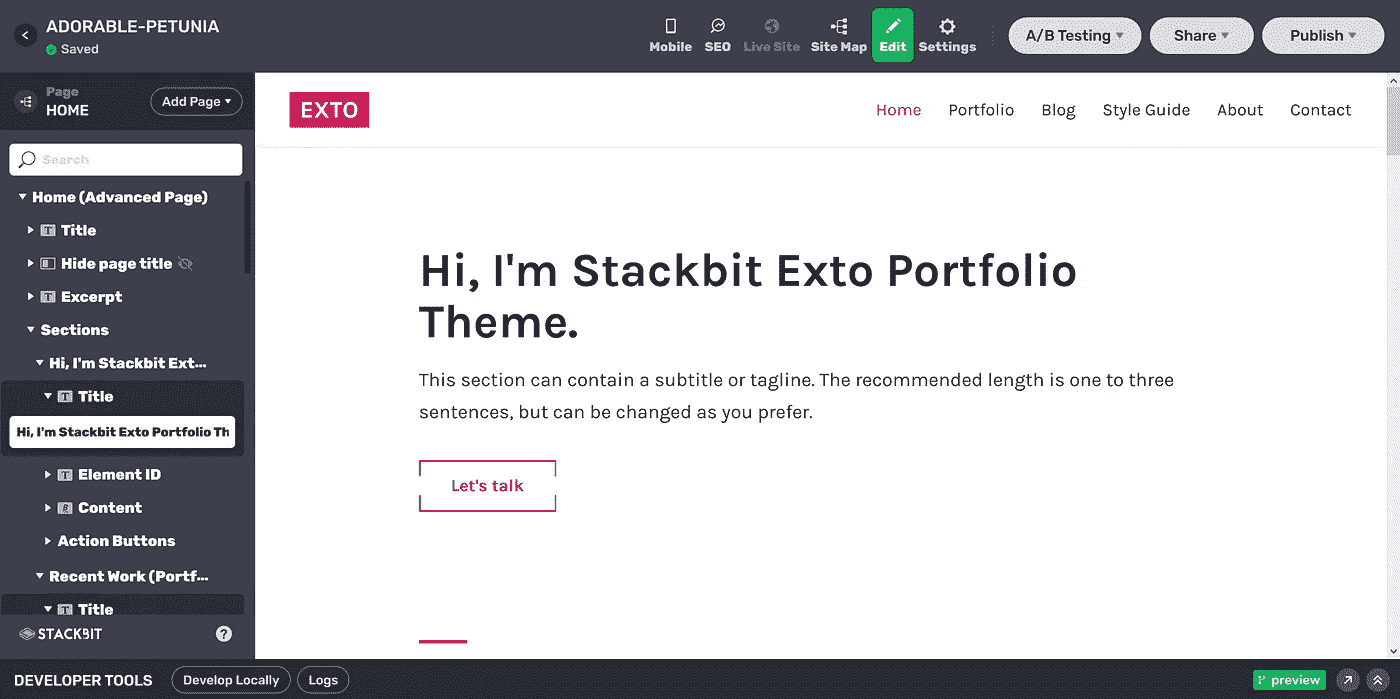 ADORABLE-PETUNIA
Saved
Mobile
SEO
Live Site
Site Map
Edit
Settings
A/B Testing
Share
Publish
Page
HOME
Add Page
Search
Home (Advanced Page)
Title
Hide page title
Excerpt
Sections
Hi, I'm Stackbit Ext...
Title
Hi, I'm Stackbit Exto Portfolio Th
Element ID
Content
Action Buttons
Recent Work (Portf...
Title
STACKBIT
?
EXTO
Home
Portfolio
Blog
Style Guide
About
Contact
Hi, I'm Stackbit Exto Portfolio
Theme.
This section can contain a subtitle or tagline. The recommended length is one to three
sentences, but can be changed as you prefer.
Let's talk
DEVELOPER TOOLS
Develop Locally
Logs
preview